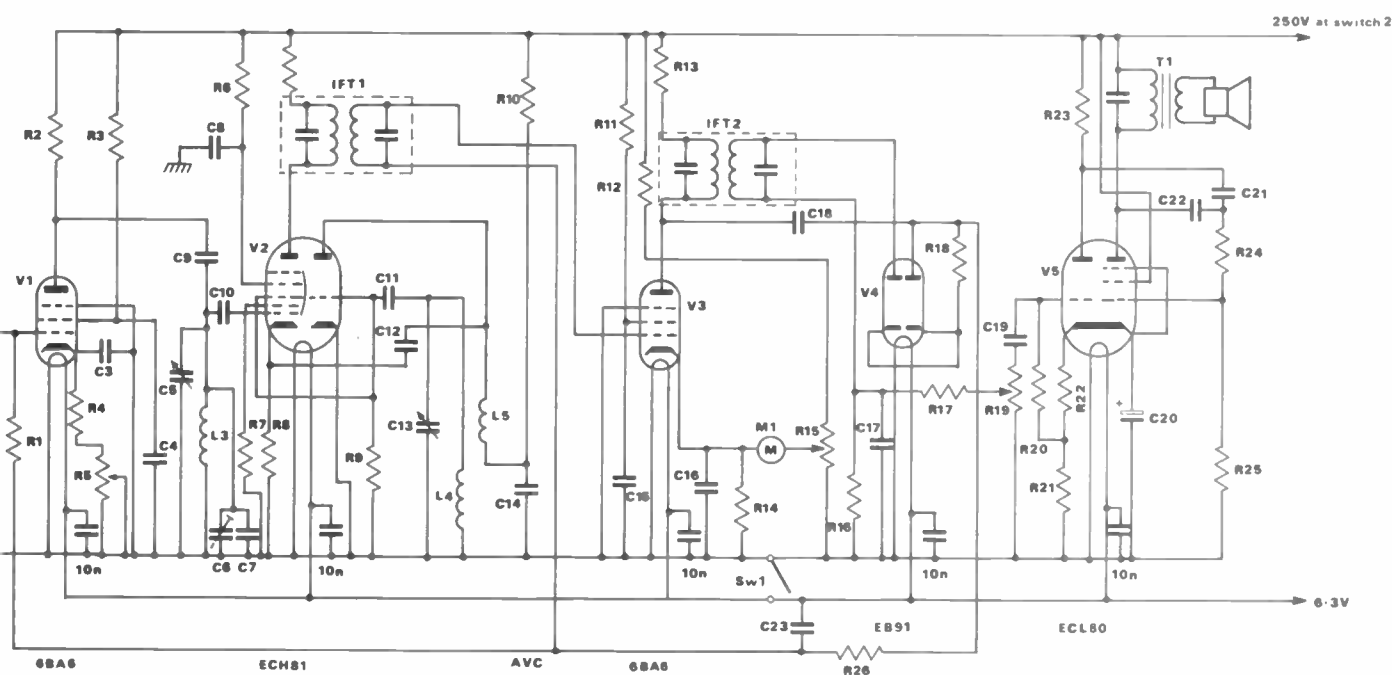 250V at switch 2
T1
IFT1
R13
R6
R10
R23
R11
IFT2
R2
R3
C8
R12
C21
C22
C18
V2
R18
R24
C9
V5
V1
C11
V4
C10
V3
C12
C19
C3
C5
R22
R17
R19
C20
R4
L5
L3
R7
R8
C13
M1
M
R15
C17
R1
C4
R9
R20
R5
C16
R25
L4
C15
R21
C14
R14
R16
10n
C6
C7
10n
10n
10n
10n
Sw1
6·3V
C23
EB91
ECL80
6BA6
ECH81
AVC
6BA6
R26